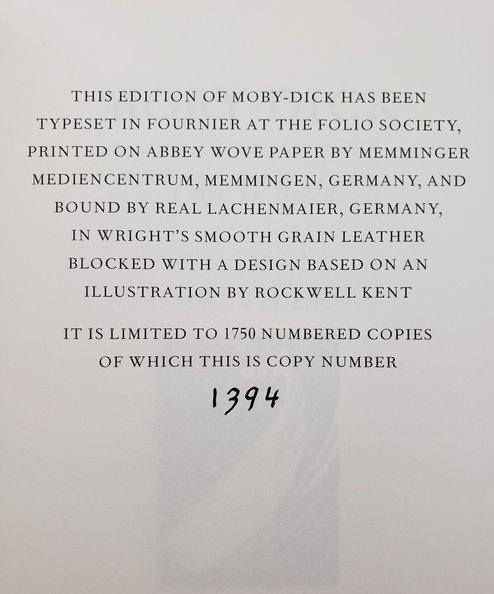 THIS EDITION OF MOBY-DICK HAS BEEN
TYPESET IN FOURNIER AT THE FOLIO SOCIETY,
PRINTED ON ABBEY WOVE PAPER BY MEMMINGER
MEDIENCENTRUM, MEMMINGEN, GERMANY, AND
BOUND BY REAL LACHENMAIER, GERMANY,
IN WRIGHT'S SMOOTH GRAIN LEATHER
BLOCKED WITH A DESIGN BASED ON AN
ILLUSTRATION BY ROCKWELL KENT
IT IS LIMITED TO 1750 NUMBERED COPIES
OF WHICH THIS IS COPY NUMBER
1394